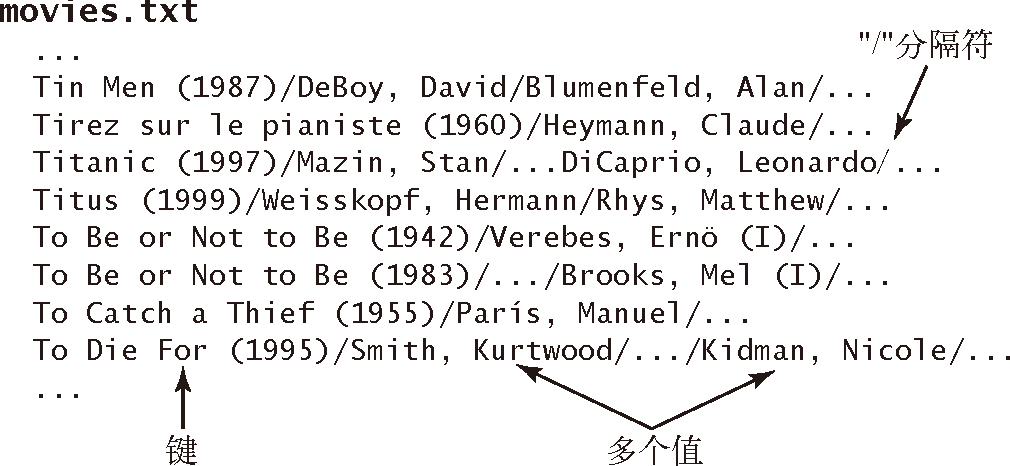 movies.txt
"/"分隔符
...
Tin Men (1987)/DeBoy, David/Blumenfeld, Alan/...
Tirez sur le pianiste (1960)/Heymann, Claude/...
Titanic (1997)/Mazin, Stan/...DiCaprio, Leonardo/...
Titus (1999)/Weisskopf, Hermann/Rhys, Matthew/...
To Be or Not to Be (1942)/Verebes, Ernö (I)/...
To Be or Not to Be (1983)/.../Brooks, Mel (I)/...
To Catch a Thief (1955)/París, Manuel/...
To Die For (1995)/Smith, Kurtwood/.../Kidman, Nicole/...
...
键 多个值